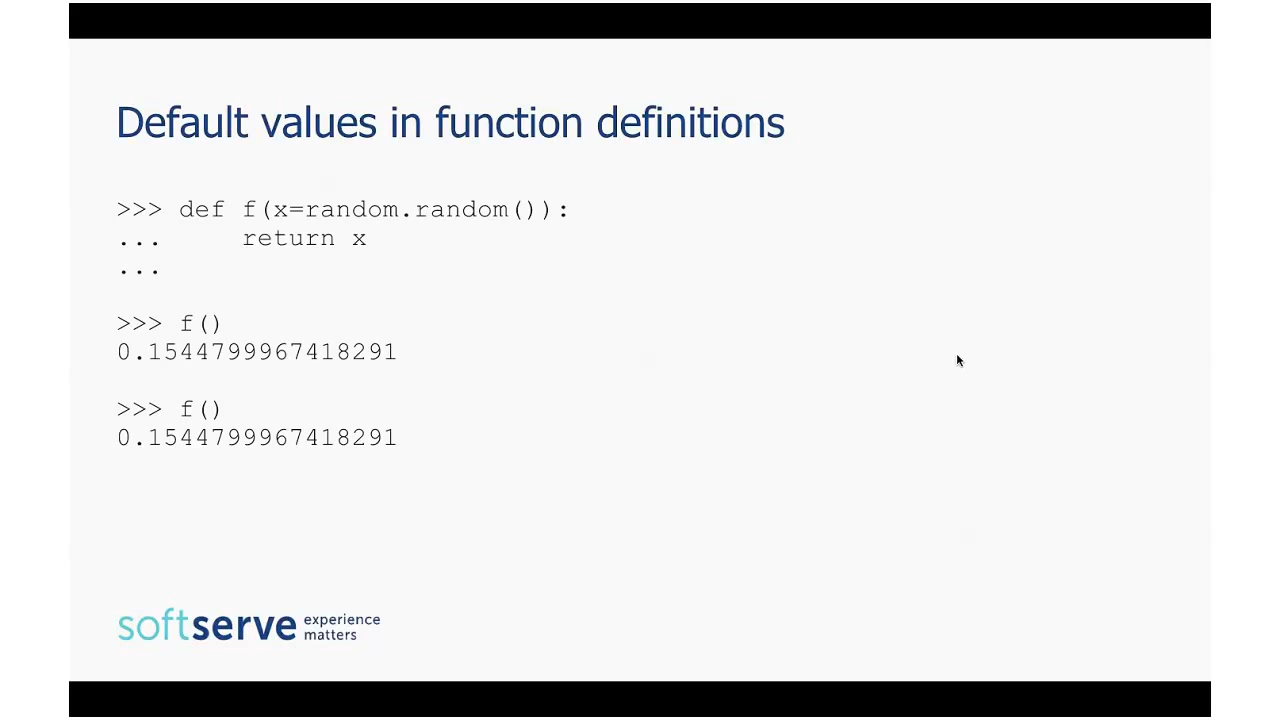 Default values in function definitions
>>> def f(x=random.random()):
...     return x
...
>>> f()
0.1544799967418291
>>> f()
0.1544799967418291
softserve experience
matters